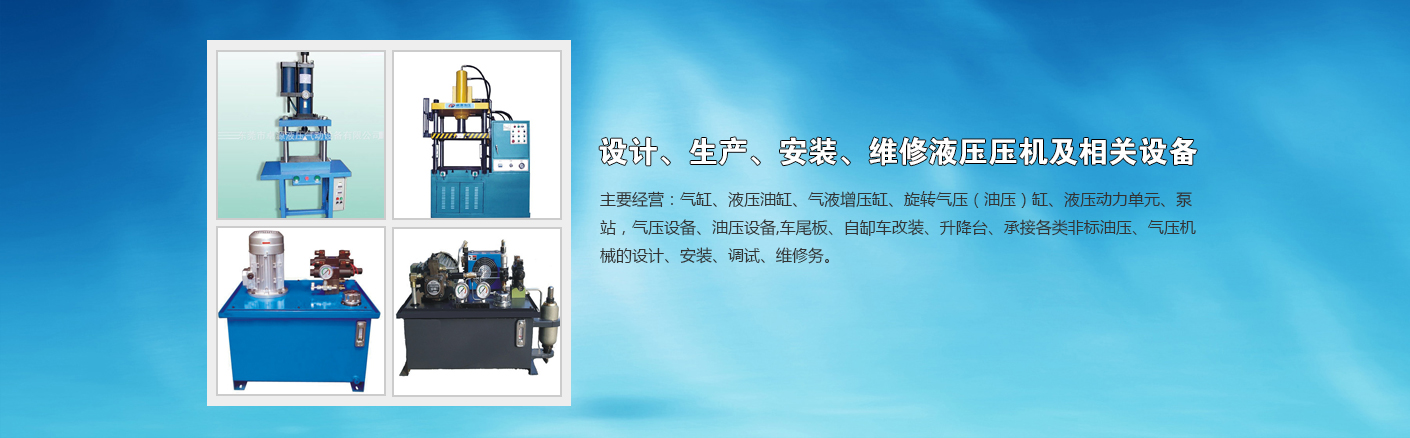 设计、生产、安装、维修液压压机及相关设备
主要经营：气缸、液压油缸、气液增压缸、旋转气压（油压）缸、液压动力单元、泵
站，气压设备、油压设备,车尾板、自卸车改装、升降台、承接各类非标油压、气压机
械的设计、安装、调试、维修务。